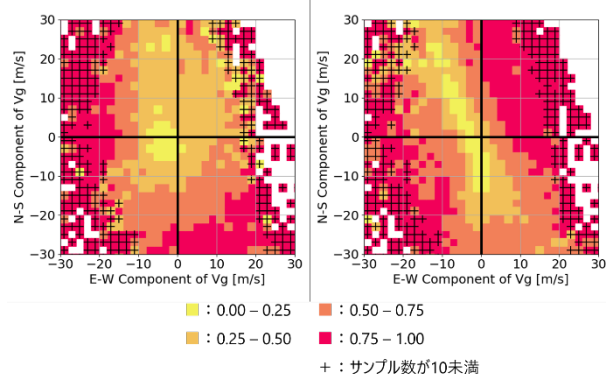 30
20
10
0
−10
−20
−30
N-S Component of Vg [m/s]
−30 −20 −10 0 10 20 30
E-W Component of Vg [m/s]
30
20
10
0
−10
−20
−30
N-S Component of Vg [m/s]
−30 −20 −10 0 10 20 30
E-W Component of Vg [m/s]
：0.00 – 0.25
：0.50 – 0.75
：0.25 – 0.50
：0.75 – 1.00
+：サンプル数が10未満